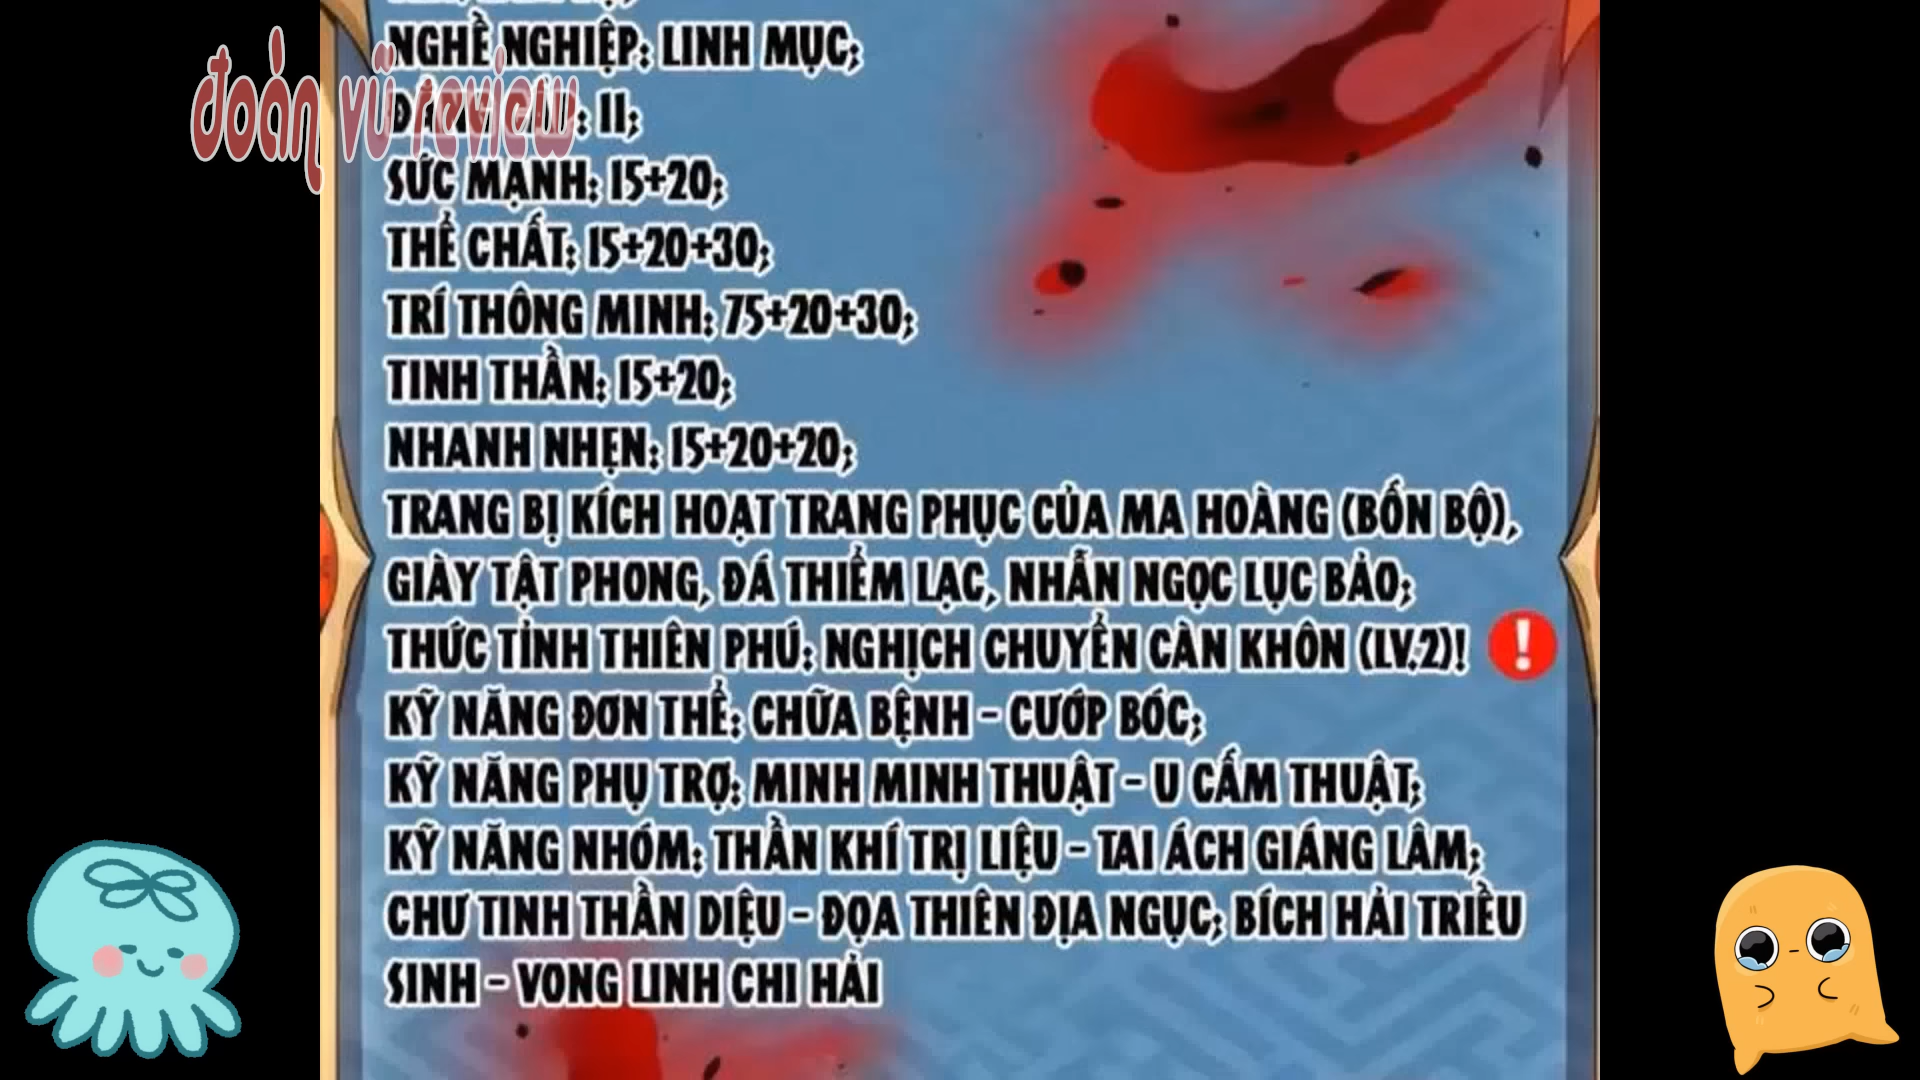 NGHỀ NGHIỆP: LINH MỤC;
đoản vũ review
: 11;
SỨC MẠNH: 15+20;
THỂ CHẤT: 15+20+30;
TRÍ THÔNG MINH: 75+20+30;
TINH THẦN: 15+20;
NHANH NHẸN: 15+20+20;
TRANG BỊ KÍCH HOẠT TRANG PHỤC CỦA MA HOÀNG (BỐN BỘ),
GIÀY TẬT PHONG, ĐÁ THIỂM LẠC, NHẪN NGỌC LỤC BẢO;
THỨC TỈNH THIÊN PHÚ: NGHỊCH CHUYỂN CÀN KHÔN (LV.2)! !
KỸ NĂNG ĐƠN THỂ: CHỮA BỆNH - CƯỚP BÓC;
KỸ NĂNG PHỤ TRỢ: MINH MINH THUẬT - U CẤM THUẬT;
KỸ NĂNG NHÓM: THẦN KHÍ TRỊ LIỆU - TAI ÁCH GIÁNG LÂM;
CHƯ TINH THẦN DIỆU - ĐỌA THIÊN ĐỊA NGỤC; BÍCH HẢI TRIỀU
SINH - VONG LINH CHI HẢI